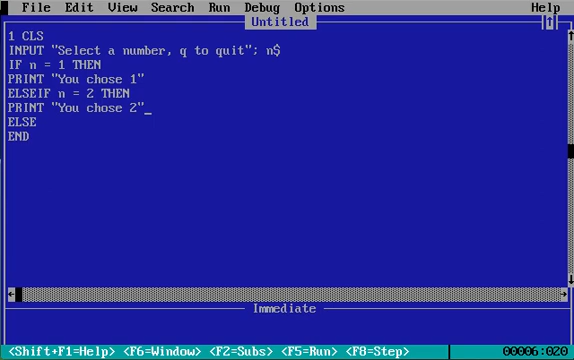 File Edit View Search Run Debug Options Help
Untitled
1 CLS
INPUT "Select a number, q to quit"; n$
IF n = 1 THEN
PRINT "You chose 1"
ELSEIF n = 2 THEN
PRINT "You chose 2"_
ELSE
END
Immediate
<Shift+F1=Help> <F6=Window> <F2=Subs> <F5=Run> <F8=Step> 00006:020